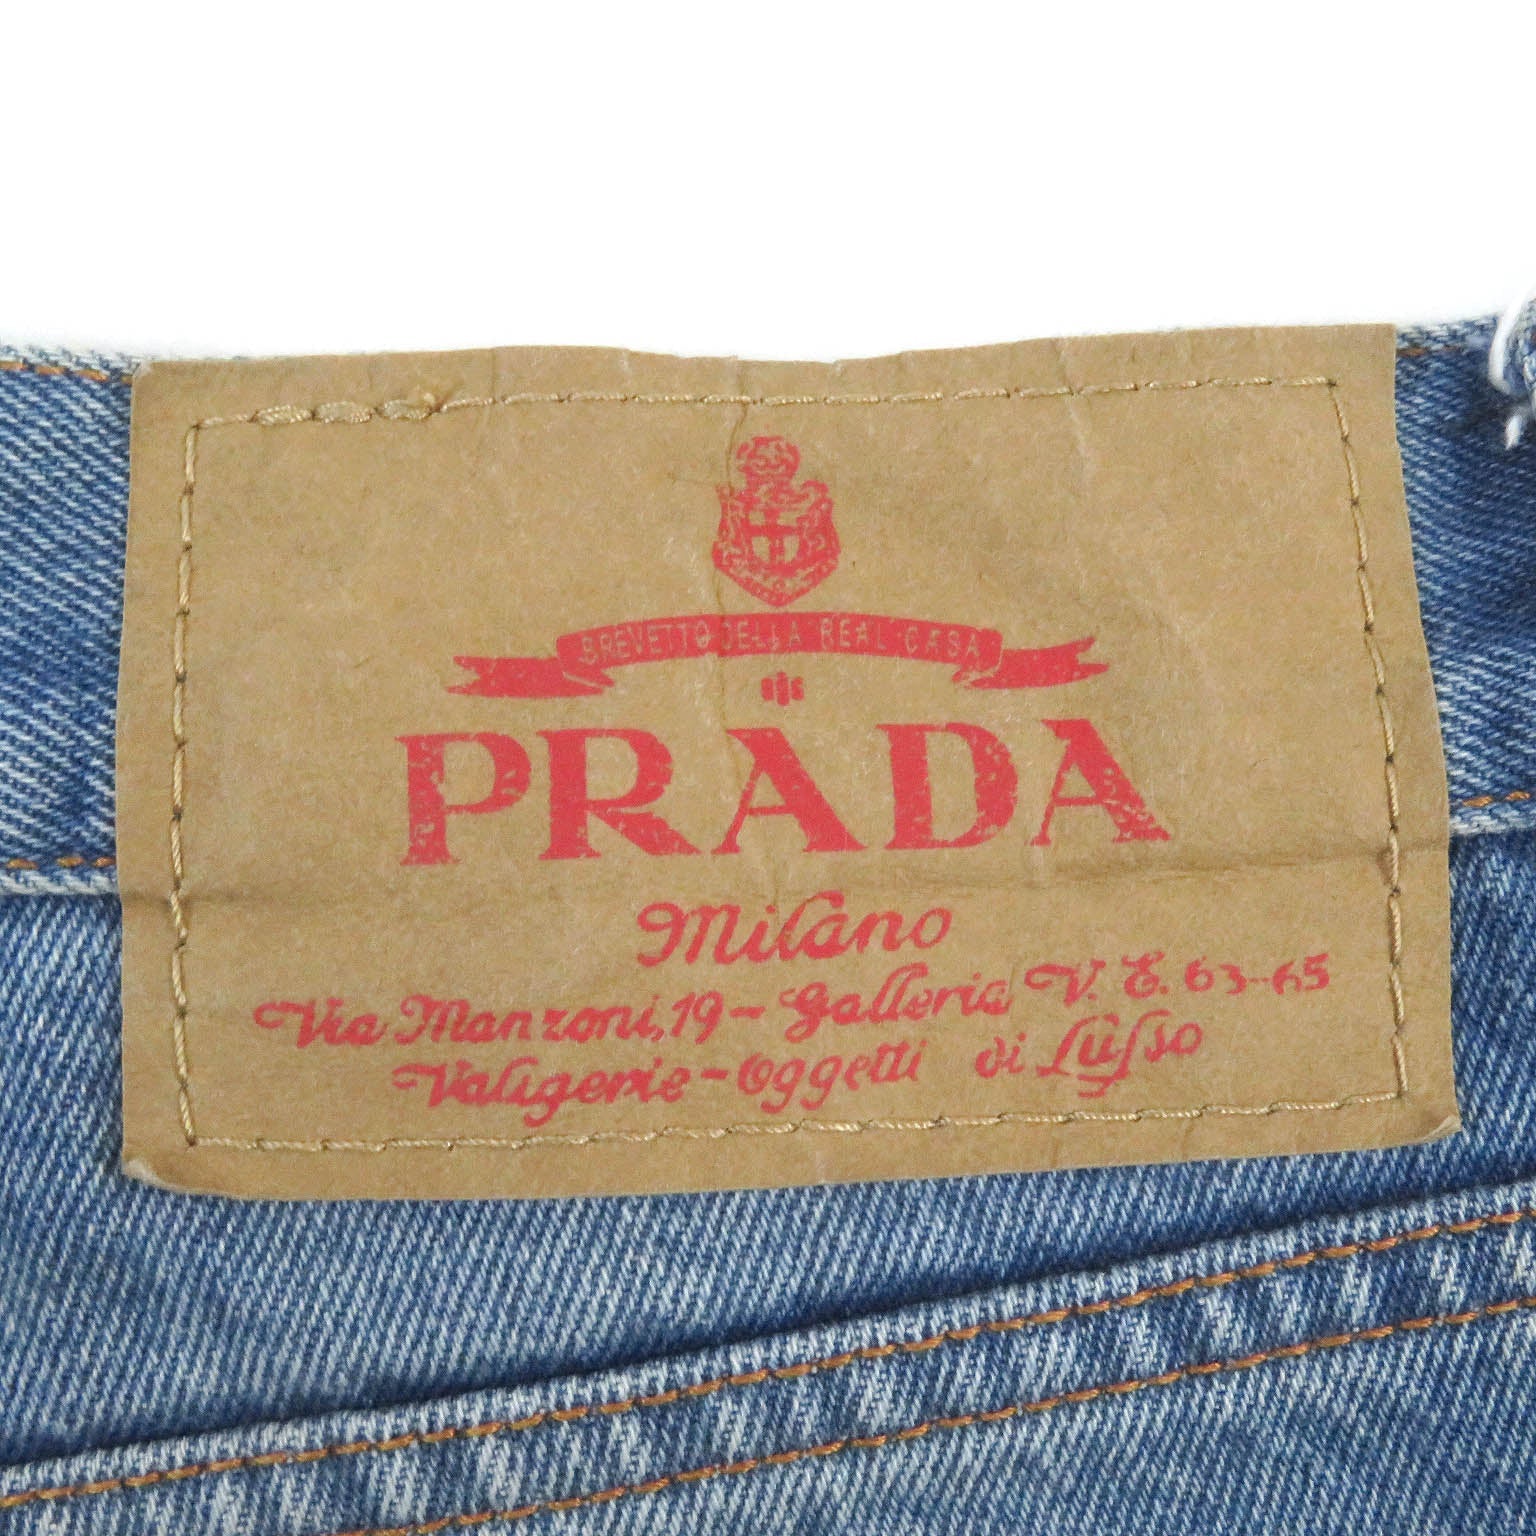 BREVETTO DELLA REAL CASA
PRADA
Milano
Via Manzoni, 19 - Galleria V. E. 63-65
Valigerie - Oggetti di Lusso